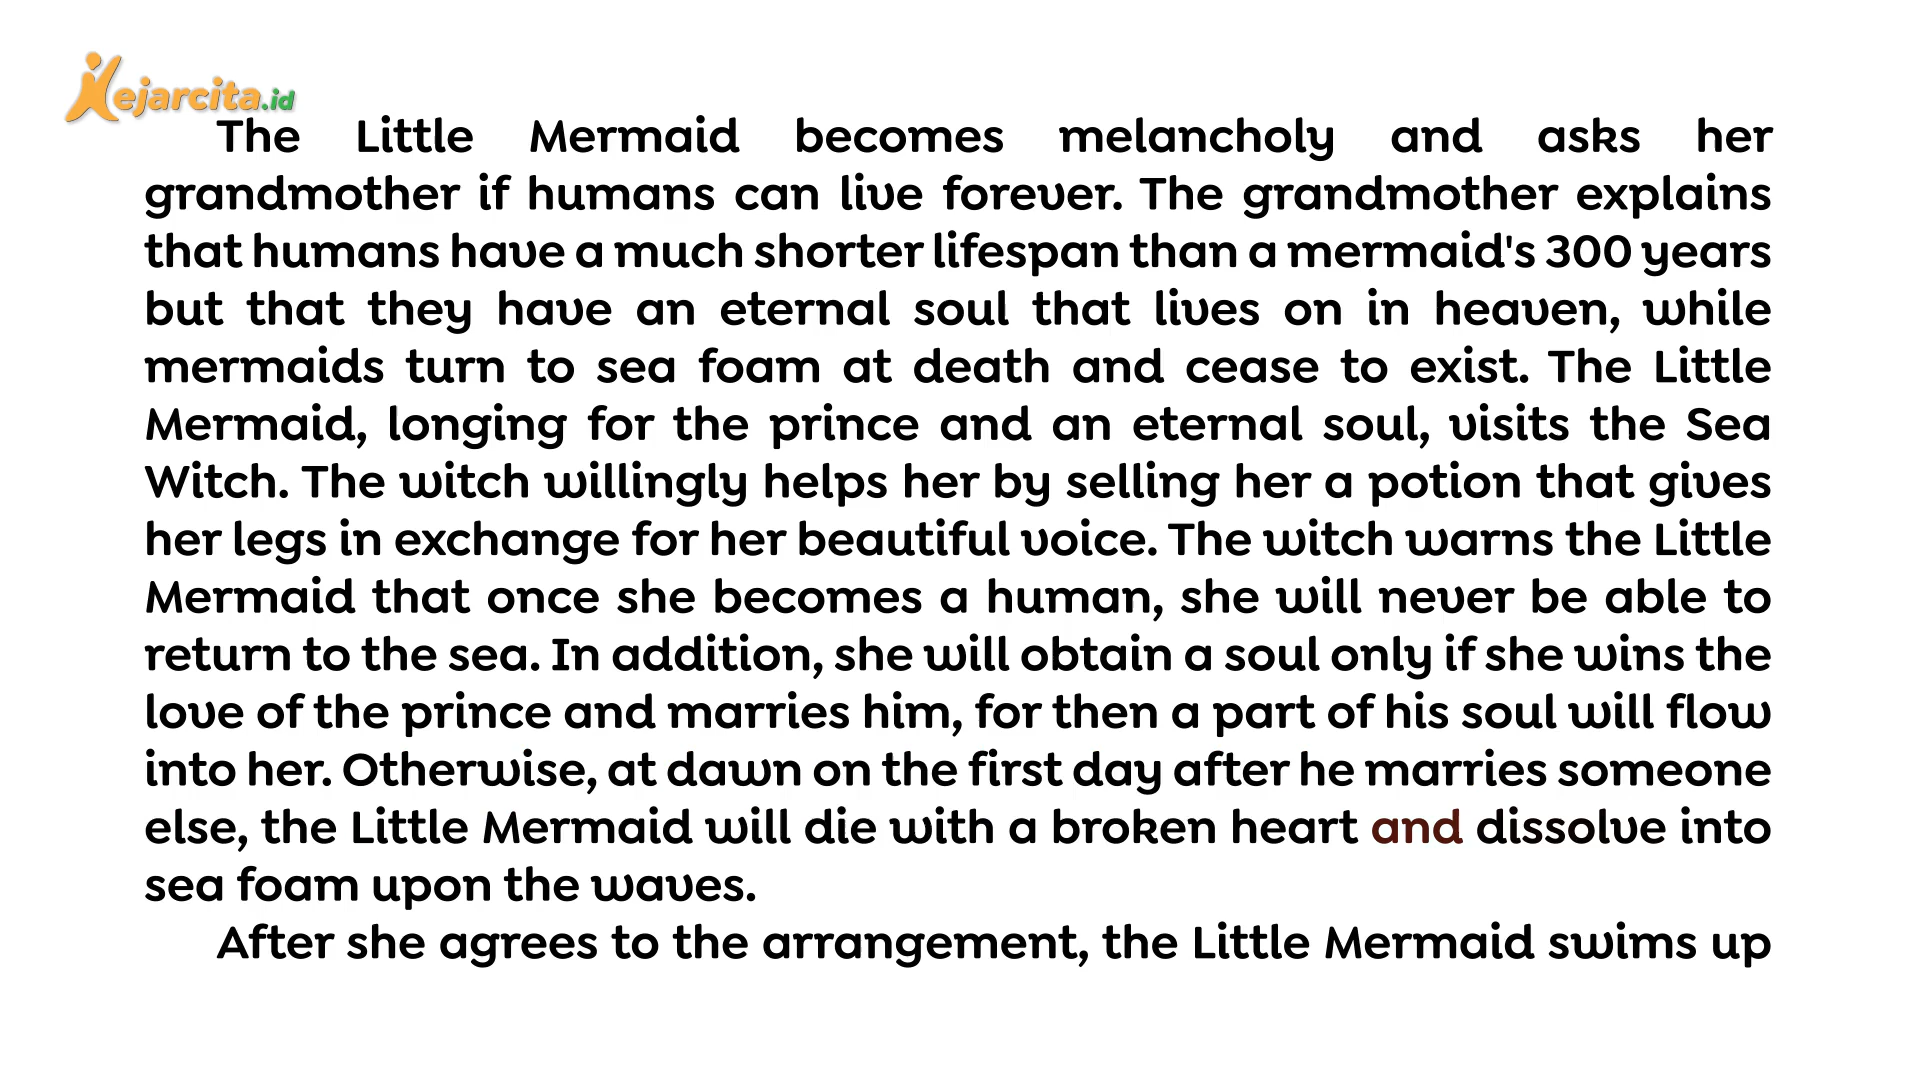 Kejarcita.id
The Little Mermaid becomes melancholy and asks her
grandmother if humans can live forever. The grandmother explains
that humans have a much shorter lifespan than a mermaid's 300 years
but that they have an eternal soul that lives on in heaven, while
mermaids turn to sea foam at death and cease to exist. The Little
Mermaid, longing for the prince and an eternal soul, visits the Sea
Witch. The witch willingly helps her by selling her a potion that gives
her legs in exchange for her beautiful voice. The witch warns the Little
Mermaid that once she becomes a human, she will never be able to
return to the sea. In addition, she will obtain a soul only if she wins the
love of the prince and marries him, for then a part of his soul will flow
into her. Otherwise, at dawn on the first day after he marries someone
else, the Little Mermaid will die with a broken heart and dissolve into
sea foam upon the waves.
After she agrees to the arrangement, the Little Mermaid swims up